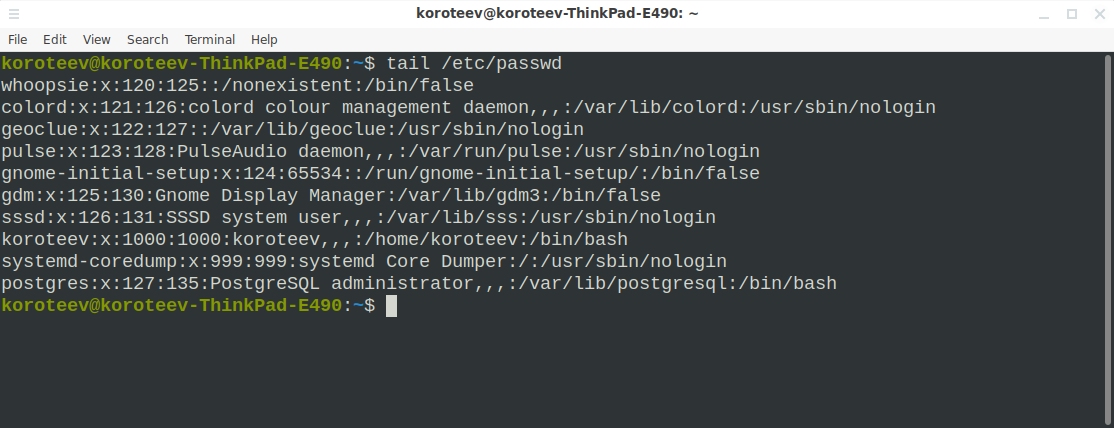 koroteev@koroteev-ThinkPad-E490: ~
File Edit View Search Terminal Help
koroteev@koroteev-ThinkPad-E490:~$ tail /etc/passwd
whoopsie:x:120:125::/nonexistent:/bin/false
colord:x:121:126:colord colour management daemon,,,:/var/lib/colord:/usr/sbin/nologin
geoclue:x:122:127::/var/lib/geoclue:/usr/sbin/nologin
pulse:x:123:128:PulseAudio daemon,,,:/var/run/pulse:/usr/sbin/nologin
gnome-initial-setup:x:124:65534::/run/gnome-initial-setup/:/bin/false
gdm:x:125:130:Gnome Display Manager:/var/lib/gdm3:/bin/false
sssd:x:126:131:SSSD system user,,,:/var/lib/sss:/usr/sbin/nologin
koroteev:x:1000:1000:koroteev,,,:/home/koroteev:/bin/bash
systemd-coredump:x:999:999:systemd Core Dumper:/:/usr/sbin/nologin
postgres:x:127:135:PostgreSQL administrator,,,:/var/lib/postgresql:/bin/bash
koroteev@koroteev-ThinkPad-E490:~$